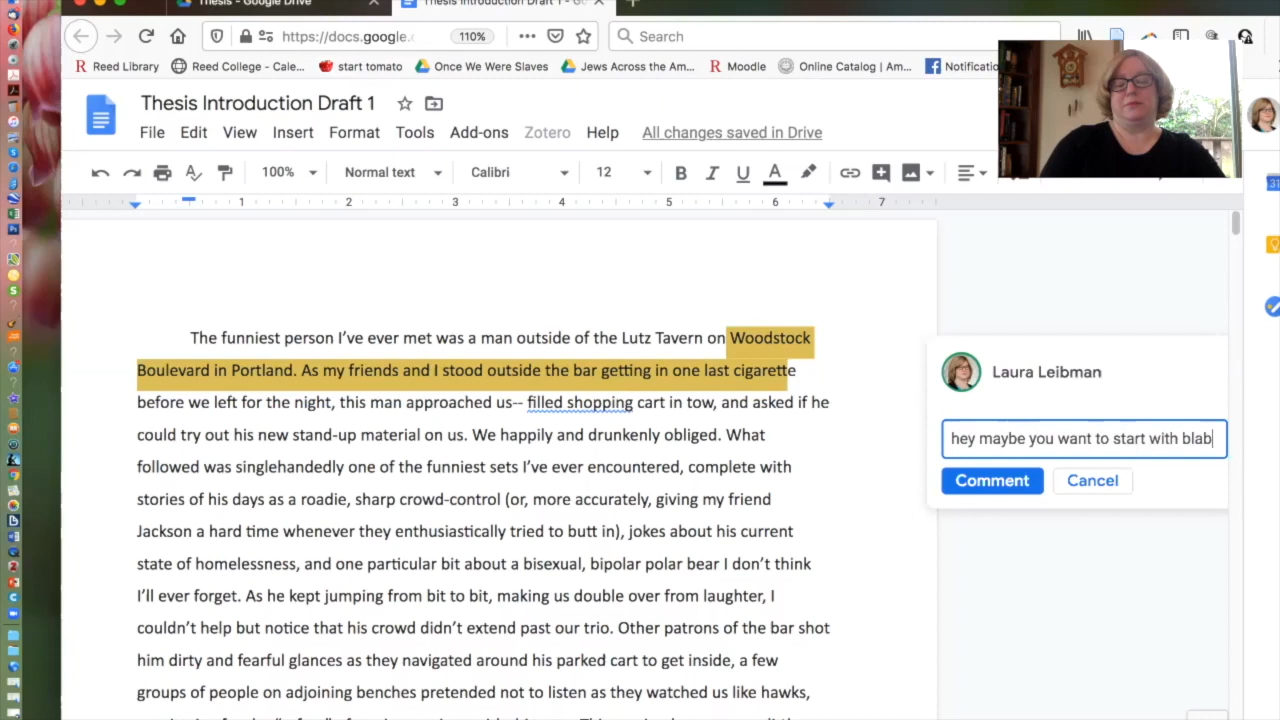 Thesis - Google Drive
Thesis Introduction Draft 1 - Go
https://docs.google.c
110%
Search
Reed Library
Reed College - Cale...
start tomato
Once We Were Slaves
Jews Across the Am...
Moodle
Online Catalog | Am...
Notificatio
Thesis Introduction Draft 1
File Edit View Insert Format Tools Add-ons Zotero Help All changes saved in Drive
100% Normal text Calibri 12 B I U A
1 2 3 4 5 6 7
31
The funniest person I’ve ever met was a man outside of the Lutz Tavern on Woodstock
Boulevard in Portland. As my friends and I stood outside the bar getting in one last cigarette
before we left for the night, this man approached us-- filled shopping cart in tow, and asked if he
could try out his new stand-up material on us. We happily and drunkenly obliged. What
followed was singlehandedly one of the funniest sets I’ve ever encountered, complete with
stories of his days as a roadie, sharp crowd-control (or, more accurately, giving my friend
Jackson a hard time whenever they enthusiastically tried to butt in), jokes about his current
state of homelessness, and one particular bit about a bisexual, bipolar polar bear I don’t think
I’ll ever forget. As he kept jumping from bit to bit, making us double over from laughter, I
couldn’t help but notice that his crowd didn’t extend past our trio. Other patrons of the bar shot
him dirty and fearful glances as they navigated around his parked cart to get inside, a few
groups of people on adjoining benches pretended not to listen as they watched us like hawks,
Laura Leibman
hey maybe you want to start with blab
Comment Cancel